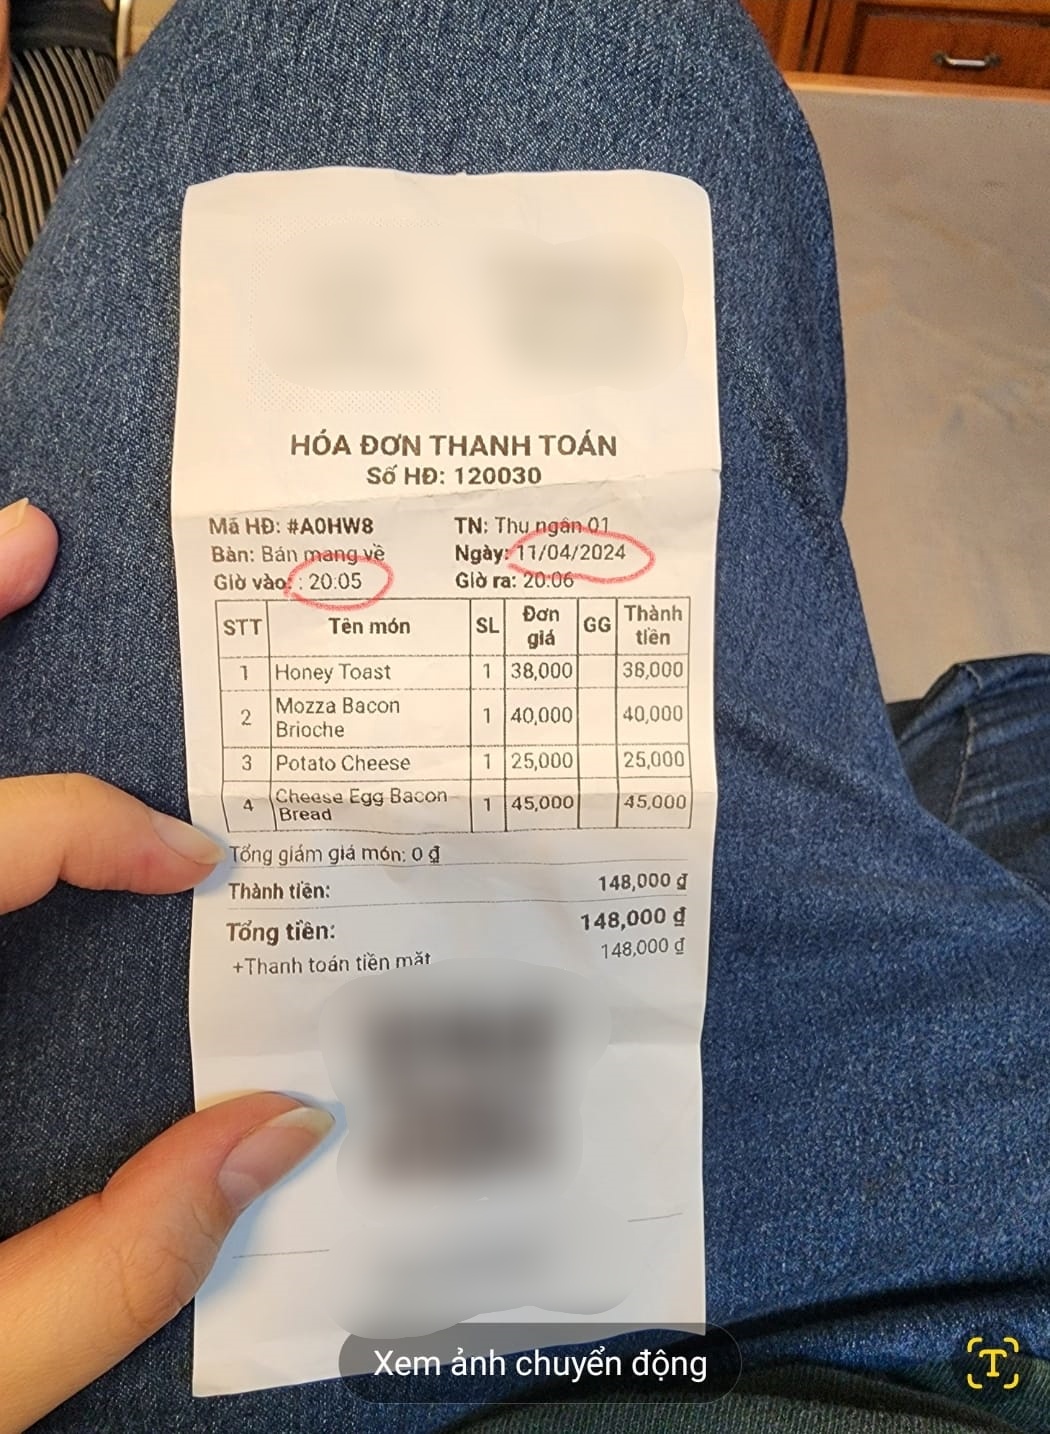 HÓA ĐƠN THANH TOÁN
Số HĐ: 120030
Mã HĐ: #A0HW8 TN: Thu ngân 01
Bàn: Bán mang về Ngày: 11/04/2024
Giờ vào: : 20:05 Giờ ra: 20:06
STT Tên món SL Đơn giá GG Thành tiền
1 Honey Toast 1 38,000 38,000
2 Mozza Bacon Brioche 1 40,000 40,000
3 Potato Cheese 1 25,000 25,000
4 Cheese Egg Bacon Bread 1 45,000 45,000
Tổng giảm giá món: 0 ₫
Thành tiền: 148,000 ₫
Tổng tiền: 148,000 ₫
+Thanh toán tiền mặt 148,000 ₫
Xem ảnh chuyển động
T